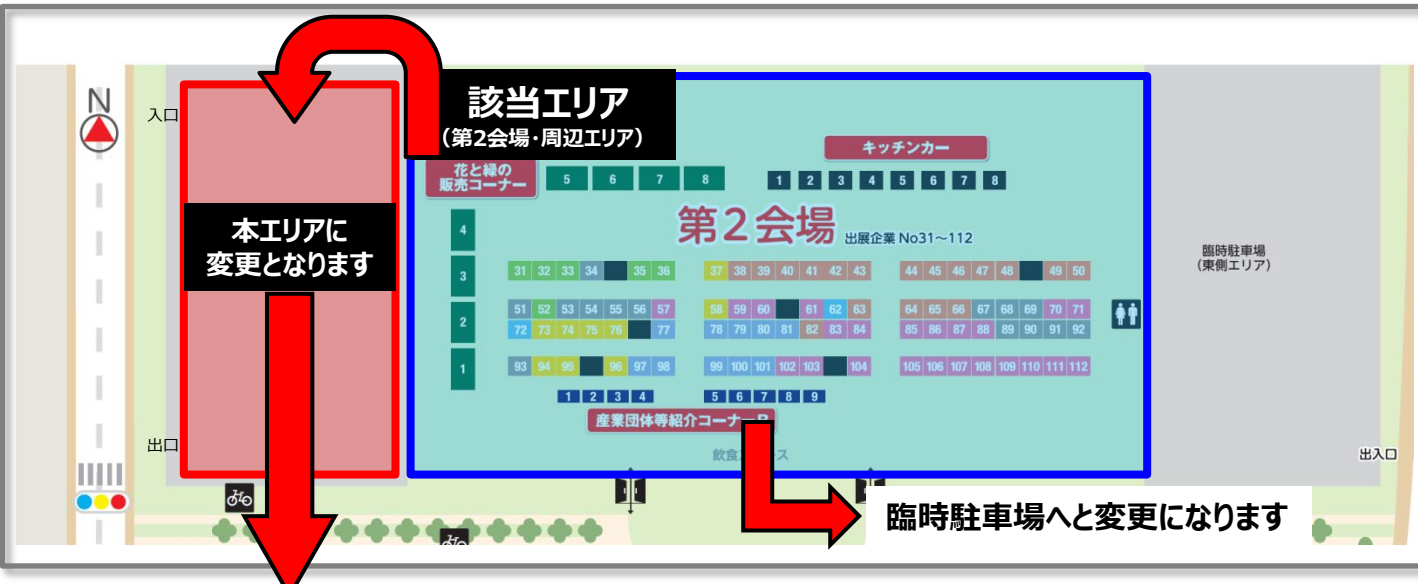 N
入口
該当エリア
(第2会場・周辺エリア)
キッチンカー
花と緑の
販売コーナー
5 6 7 8
1 2 3 4 5 6 7 8
本エリアに
変更となります
4
第2会場 出展企業 No31~112
臨時駐車場
(東側エリア)
3
31 32 33 34 35 36 37 38 39 40 41 42 43 44 45 46 47 48 49 50
2
51 52 53 54 55 56 57 58 59 60 61 62 63 64 65 66 67 68 69 70 71
72 73 74 75 76 77 78 79 80 81 82 83 84 85 86 87 88 89 90 91 92
1
93 94 95 96 97 98 99 100 101 102 103 104 105 106 107 108 109 110 111 112
1 2 3 4 5 6 7 8 9
産業団体等紹介コーナー
出口
飲食
ス
出入口
臨時駐車場へと変更になります